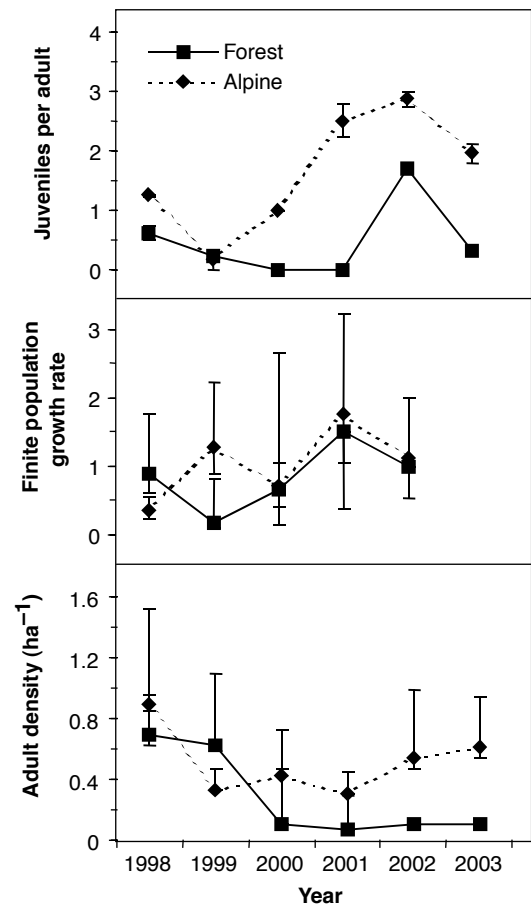 Juveniles per adult
4
3
2
1
0
Forest
Alpine
Finite population
growth rate
3
2
1
0
Adult density (ha⁻¹)
1.6
1.2
0.8
0.4
0
1998 1999 2000 2001 2002 2003
Year